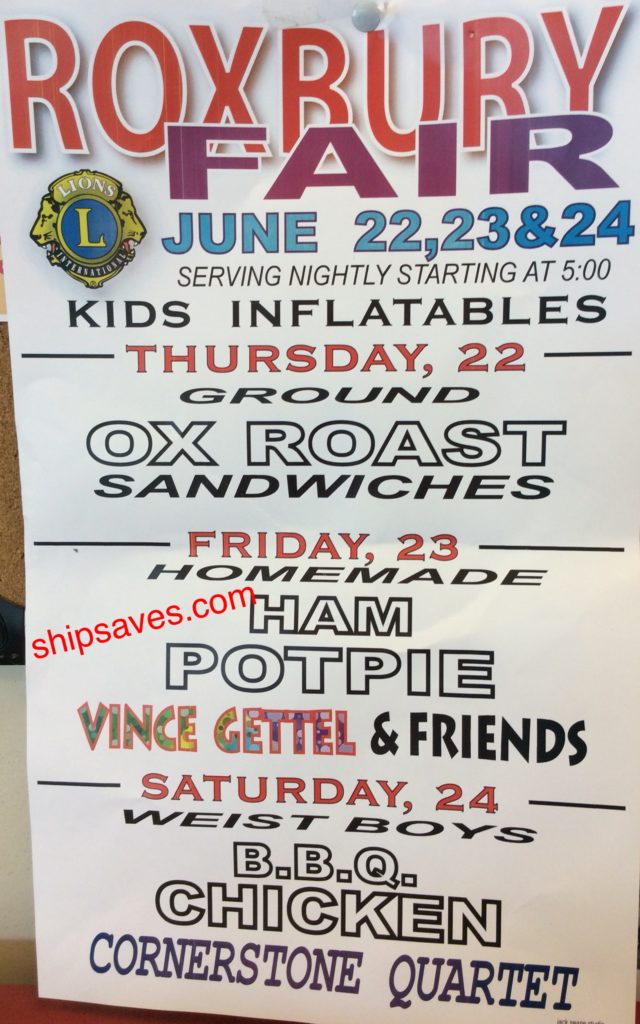 ROXBURY
FAIR
LIONS
L
INTERNATIONAL
JUNE 22,23&24
SERVING NIGHTLY STARTING AT 5:00
KIDS INFLATABLES
THURSDAY, 22
GROUND
OX ROAST
SANDWICHES
FRIDAY, 23
HOMEMADE
shipsaves.com
HAM
POTPIE
VINCE GETTEL & FRIENDS
SATURDAY, 24
WEIST BOYS
B.B.Q.
CHICKEN
CORNERSTONE QUARTET